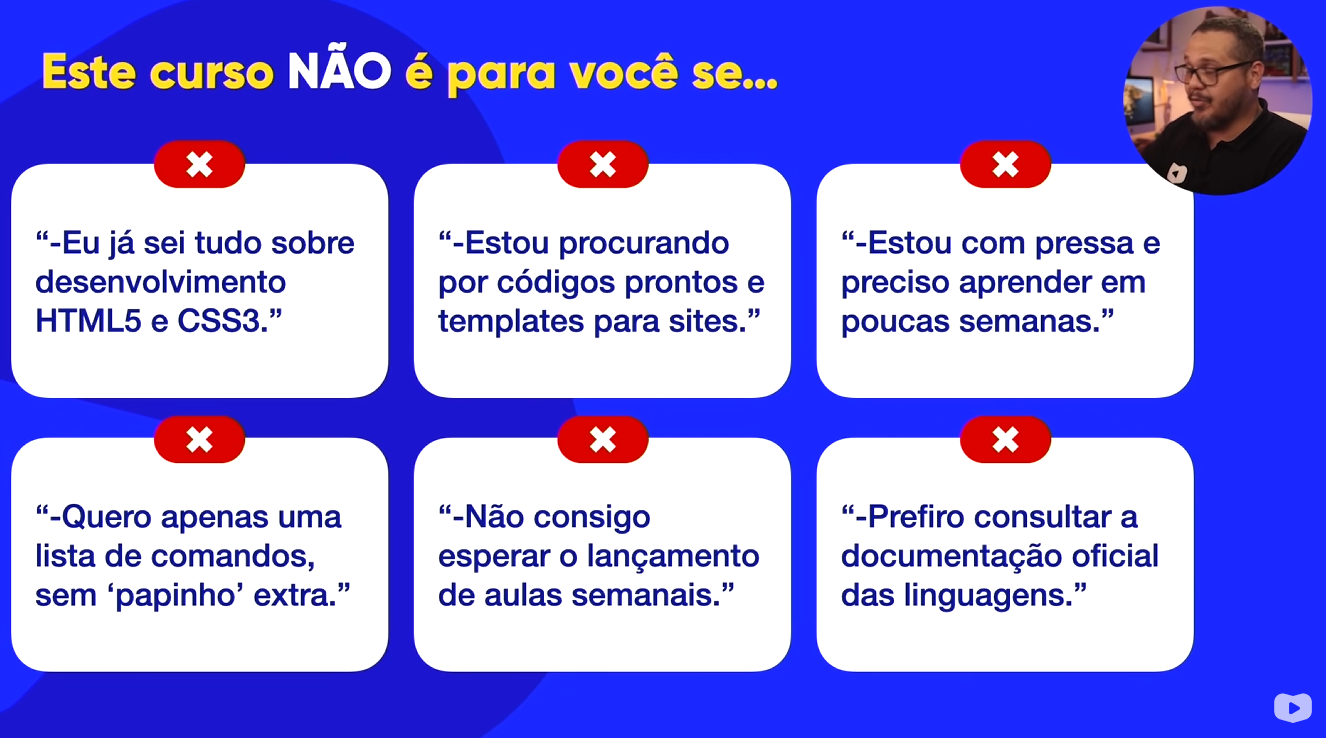 Este curso NÃO é para você se...
“-Eu já sei tudo sobre
desenvolvimento
HTML5 e CSS3.”
“-Estou procurando
por códigos prontos e
templates para sites.”
“-Estou com pressa e
preciso aprender em
poucas semanas.”
“-Quero apenas uma
lista de comandos,
sem ‘papinho’ extra.”
“-Não consigo
esperar o lançamento
de aulas semanais.”
“-Prefiro consultar a
documentação oficial
das linguagens.”